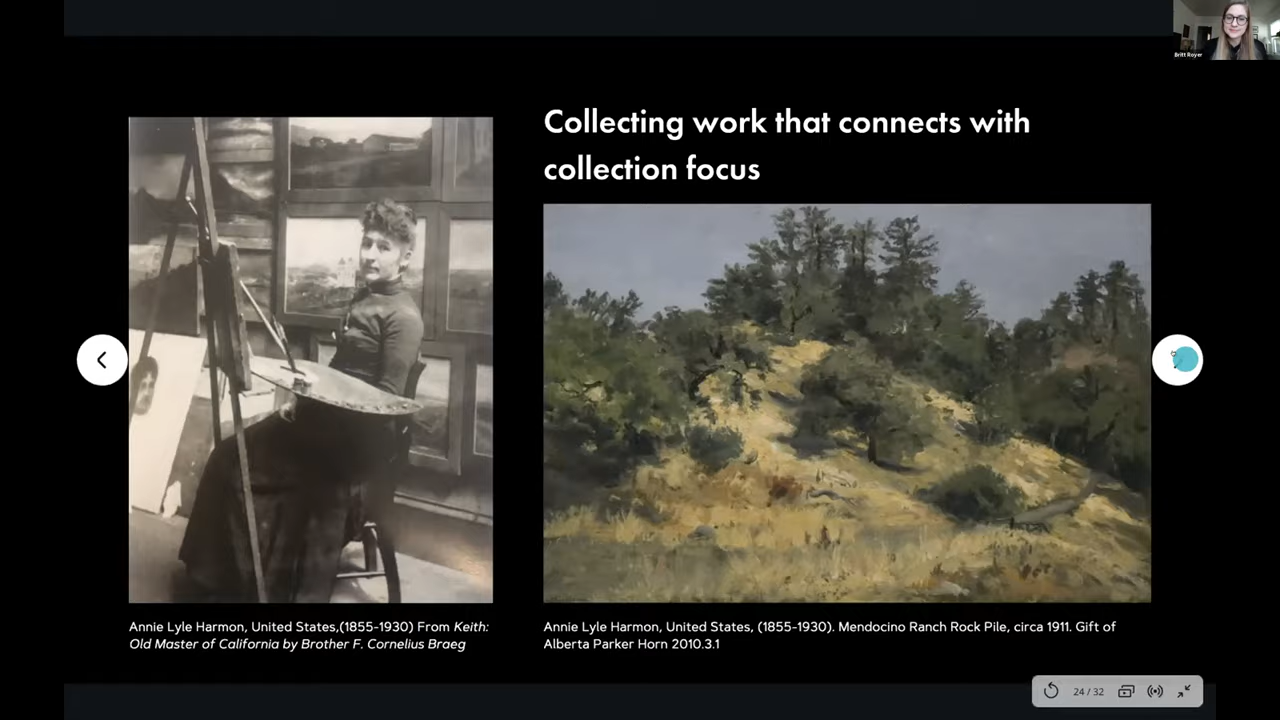 Britt Royer
Collecting work that connects with
collection focus
Annie Lyle Harmon, United States,(1855-1930) From Keith:
Old Master of California by Brother F. Cornelius Braeg
Annie Lyle Harmon, United States, (1855-1930). Mendocino Ranch Rock Pile, circa 1911. Gift of
Alberta Parker Horn 2010.3.1
24 / 32